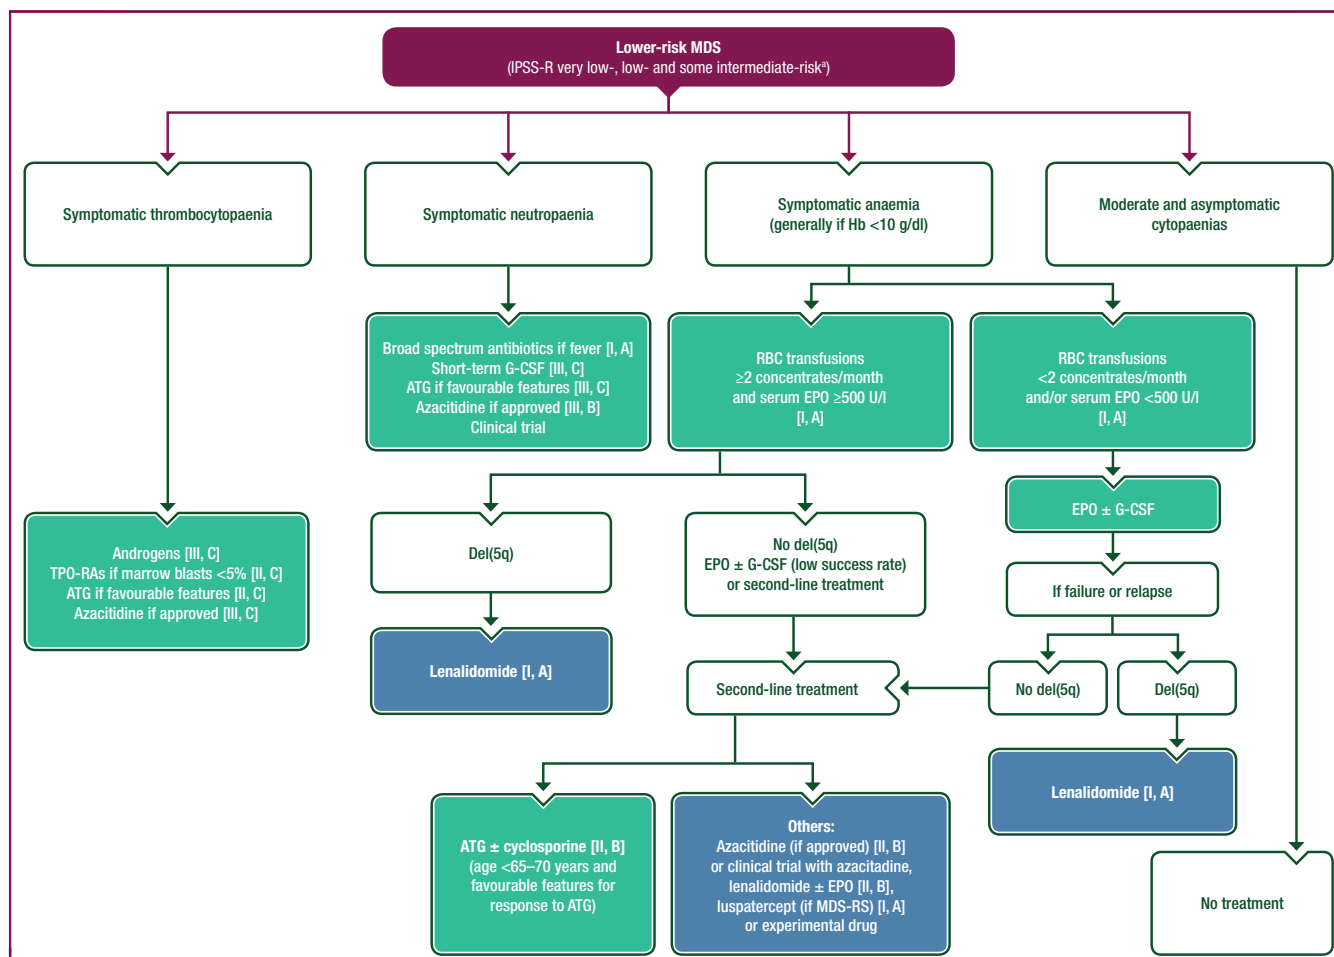 Lower-risk MDS
(IPSS-R very low-, low- and some intermediate-riskᵃ)
Symptomatic thrombocytopaenia
Symptomatic neutropaenia
Symptomatic anaemia
(generally if Hb <10 g/dl)
Moderate and asymptomatic
cytopaenias
Broad spectrum antibiotics if fever [I, A]
Short-term G-CSF [III, C]
ATG if favourable features [III, C]
Azacitidine if approved [III, B]
Clinical trial
RBC transfusions
≥2 concentrates/month
and serum EPO ≥500 U/l
[I, A]
RBC transfusions
<2 concentrates/month
and/or serum EPO <500 U/l
[I, A]
EPO ± G-CSF
Androgens [III, C]
TPO-RAs if marrow blasts <5% [II, C]
ATG if favourable features [II, C]
Azacitidine if approved [III, C]
Del(5q)
No del(5q)
EPO ± G-CSF (low success rate)
or second-line treatment
If failure or relapse
Lenalidomide [I, A]
Second-line treatment
No del(5q)
Del(5q)
Lenalidomide [I, A]
ATG ± cyclosporine [II, B]
(age <65–70 years and
favourable features for
response to ATG)
Others:
Azacitidine (if approved) [II, B]
or clinical trial with azacitadine,
lenalidomide ± EPO [II, B],
luspatercept (if MDS-RS) [I, A]
or experimental drug
No treatment